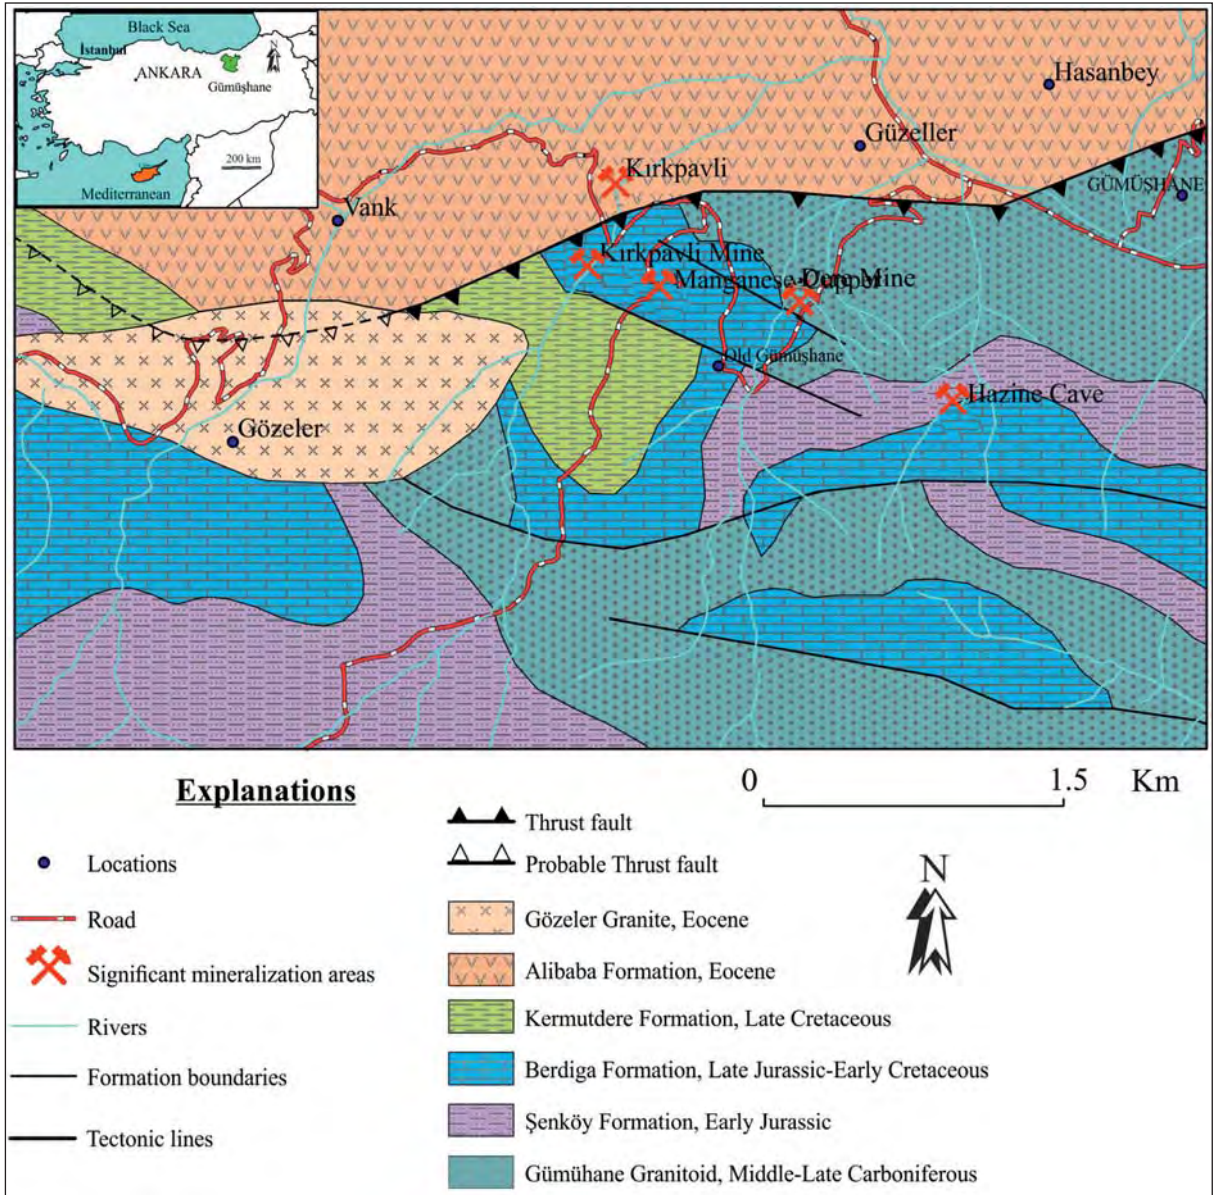 Black Sea
İstanbul
N
ANKARA
Gümüşhane
200 km
Mediterranean
Hasanbey
Güzeller
Kırkpavli
GÜMÜŞHANE
Vank
Kırkpavli Mine
Manganese-Cupper
Dere Mine
Old Gümüşhane
Hazine Cave
Gözeler
Explanations
0 1.5 Km
Locations
Road
Significant mineralization areas
Rivers
Formation boundaries
Tectonic lines
Thrust fault
Probable Thrust fault
Gözeler Granite, Eocene
Alibaba Formation, Eocene
Kermutdere Formation, Late Cretaceous
Berdiga Formation, Late Jurassic-Early Cretaceous
Şenköy Formation, Early Jurassic
Gümühane Granitoid, Middle-Late Carboniferous
N